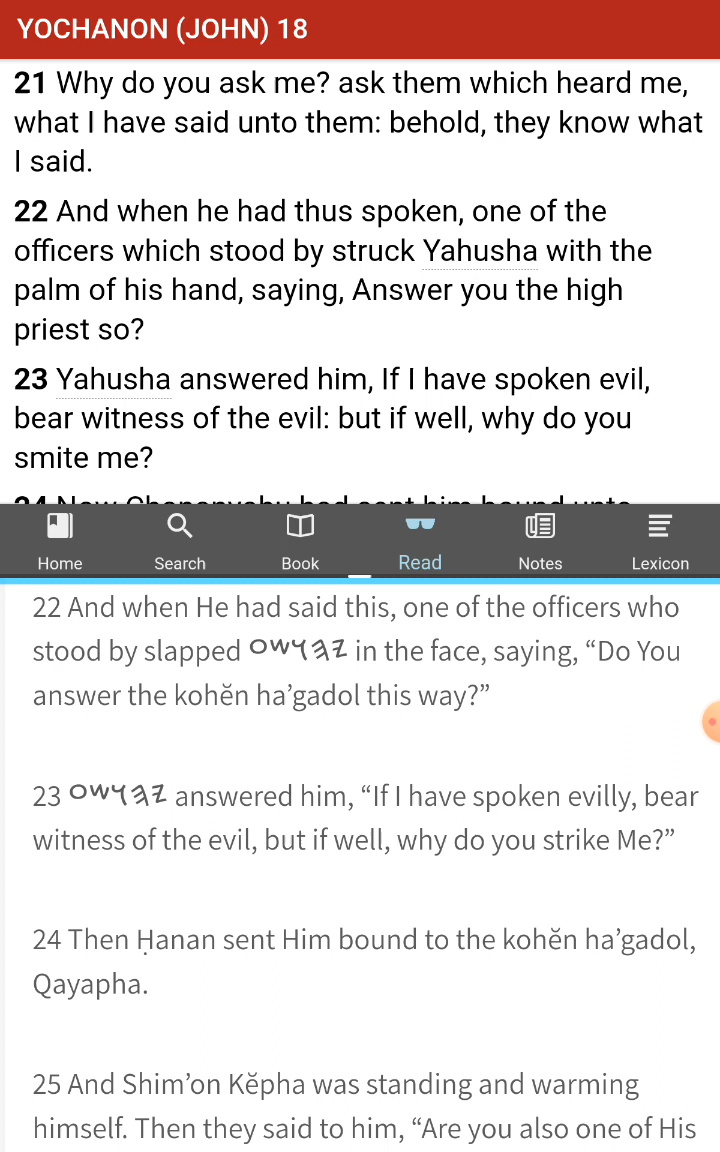 YOCHANON (JOHN) 18
21 Why do you ask me? ask them which heard me,
what I have said unto them: behold, they know what
I said.
22 And when he had thus spoken, one of the
officers which stood by struck Yahusha with the
palm of his hand, saying, Answer you the high
priest so?
23 Yahusha answered him, If I have spoken evil,
bear witness of the evil: but if well, why do you
smite me?
Home Search Book Read Notes Lexicon
22 And when He had said this, one of the officers who
stood by slapped 𐤉𐤄𐤅𐤔𐤏 in the face, saying, “Do You
answer the kohĕn ha’gadol this way?”
23 𐤉𐤄𐤅𐤔𐤏 answered him, “If I have spoken evilly, bear
witness of the evil, but if well, why do you strike Me?”
24 Then Ḥanan sent Him bound to the kohĕn ha’gadol,
Qayapha.
25 And Shim’on Kĕpha was standing and warming
himself. Then they said to him, “Are you also one of His